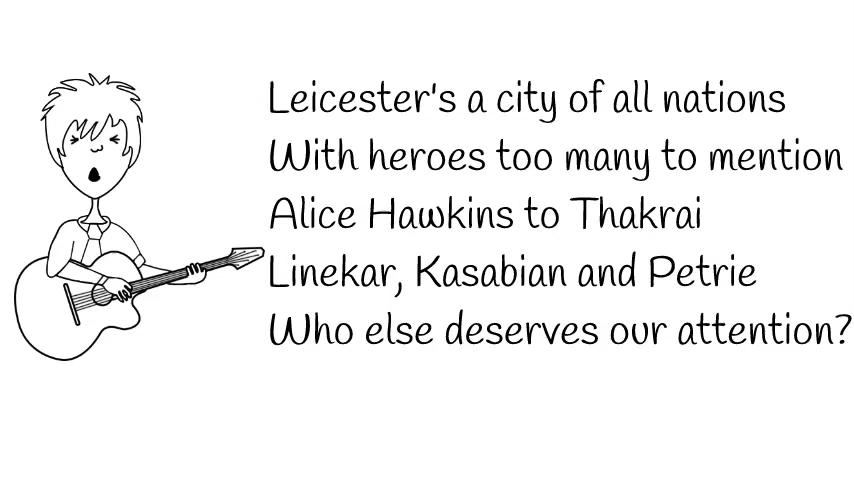 Leicester's a city of all nations
With heroes too many to mention
Alice Hawkins to Thakrai
Linekar, Kasabian and Petrie
Who else deserves our attention?